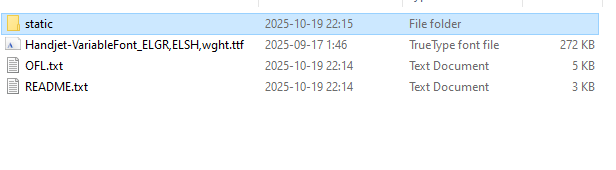 static 2025-10-19 22:15 File folder
Handjet-VariableFont_ELGR,ELSH,wght.ttf 2025-09-17 1:46 TrueType font file 272 KB
OFL.txt 2025-10-19 22:14 Text Document 5 KB
README.txt 2025-10-19 22:14 Text Document 3 KB